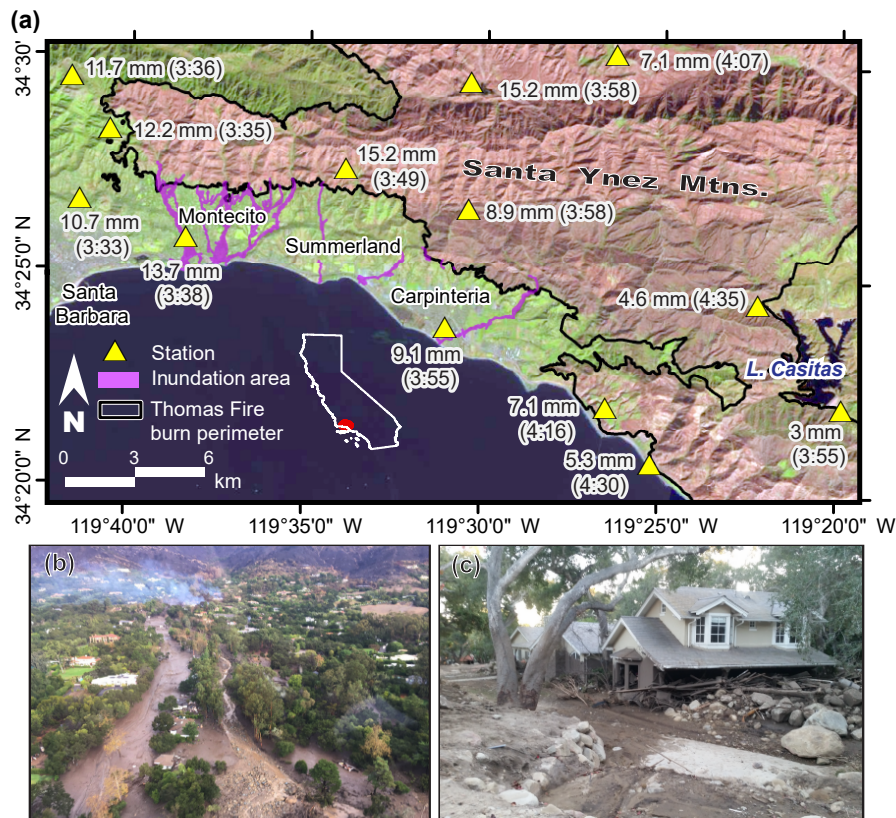 (a)
34°30'
11.7 mm (3:36)
7.1 mm (4:07)
15.2 mm (3:58)
12.2 mm (3:35)
15.2 mm
(3:49)
Santa Ynez Mtns.
10.7 mm
(3:33)
Montecito
8.9 mm (3:58)
Summerland
34°25'0" N
13.7 mm
(3:38)
Santa
Barbara
Carpinteria
4.6 mm (4:35)
9.1 mm
(3:55)
L. Casitas
Station
Inundation area
Thomas Fire
burn perimeter
N
7.1 mm
(4:16)
3 mm
(3:55)
5.3 mm
(4:30)
0 3 6
km
34°20'0" N
119°40'0" W 119°35'0" W 119°30'0" W 119°25'0" W 119°20'0" W
(b)
(c)